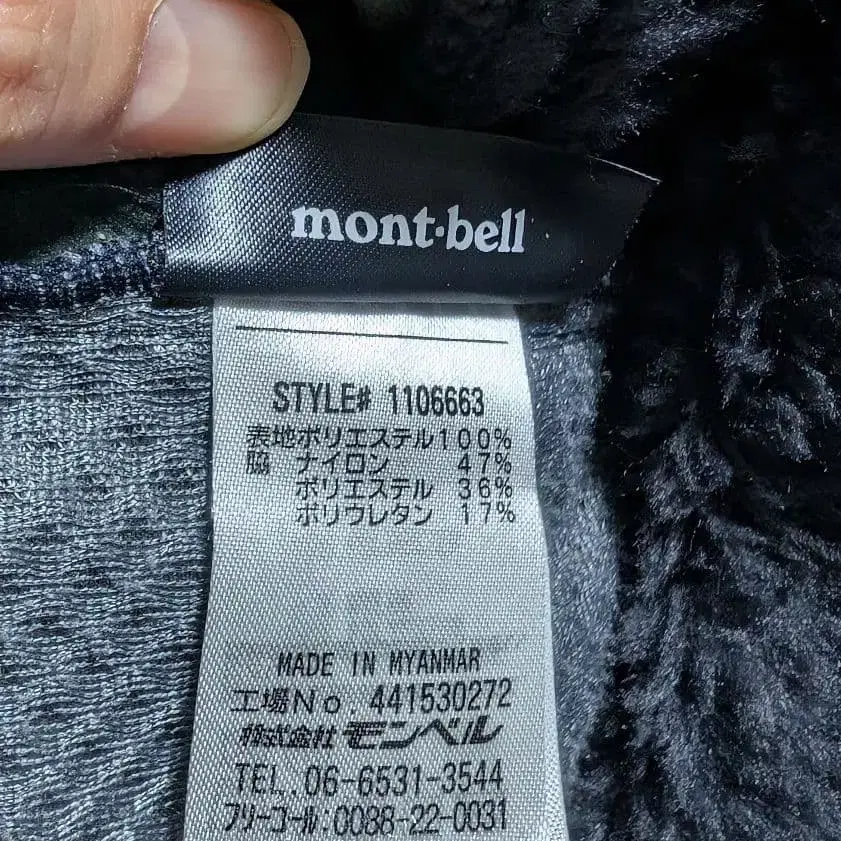 mont-bell
STYLE# 1106663
表地ポリエステル100%
脇 ナイロン 47%
ポリエステル 36%
ポリウレタン 17%
MADE IN MYANMAR
工場No. 441530272
株式会社モンベル
TEL.06-6531-3544
フリーコール:0088-22-0031